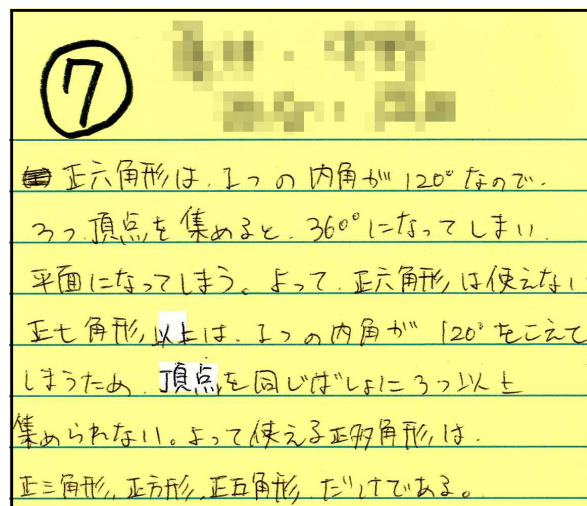 ⑦
正六角形は、1つの内角が120°なので、
3つ頂点を集めると、360°になってしまい
平面になってしまう。よって、正六角形は使えない
正七角形以上は、1つの内角が120°をこえて
しまうため、頂点を同じばしょに3つ以上
集められない。よって使える正多角形は、
正三角形、正方形、正五角形、だけである。